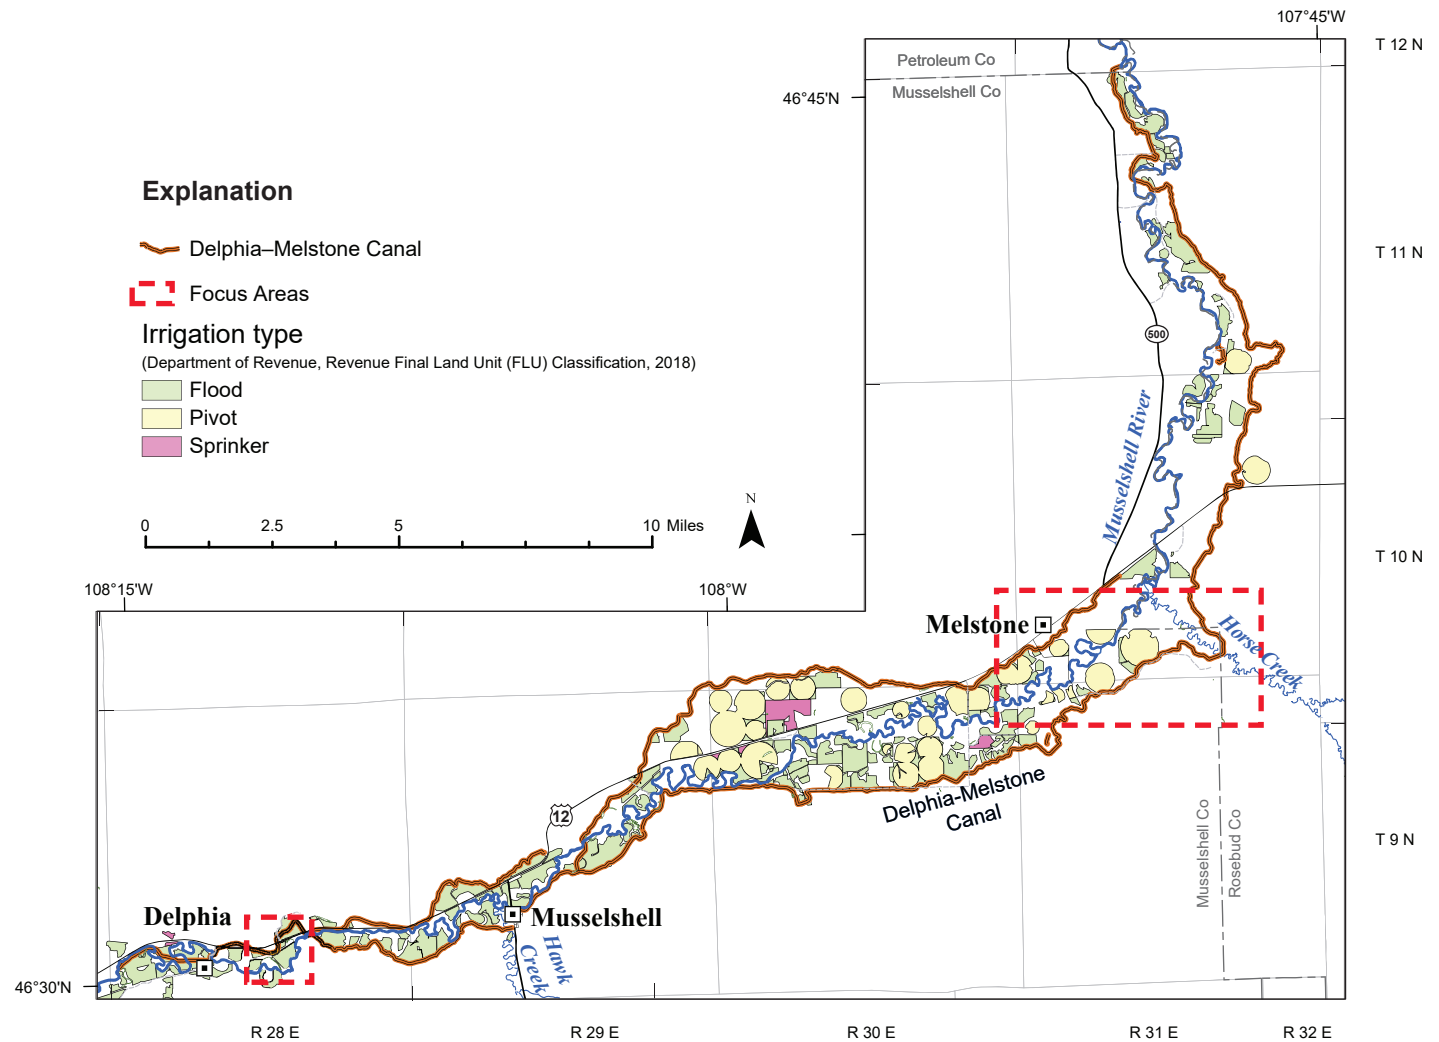 107°45'W
T 12 N
Petroleum Co
Musselshell Co
46°45'N
Explanation
Delphia–Melstone Canal
Focus Areas
Irrigation type
(Department of Revenue, Revenue Final Land Unit (FLU) Classification, 2018)
Flood
Pivot
Sprinker
T 11 N
500
Musselshell River
N
0 2.5 5 10 Miles
T 10 N
108°15'W
108°W
Melstone
Horse Creek
Delphia-Melstone
Canal
12
Musselshell Co
Rosebud Co
T 9 N
Delphia
Musselshell
Hawk
Creek
46°30'N
R 28 E
R 29 E
R 30 E
R 31 E
R 32 E